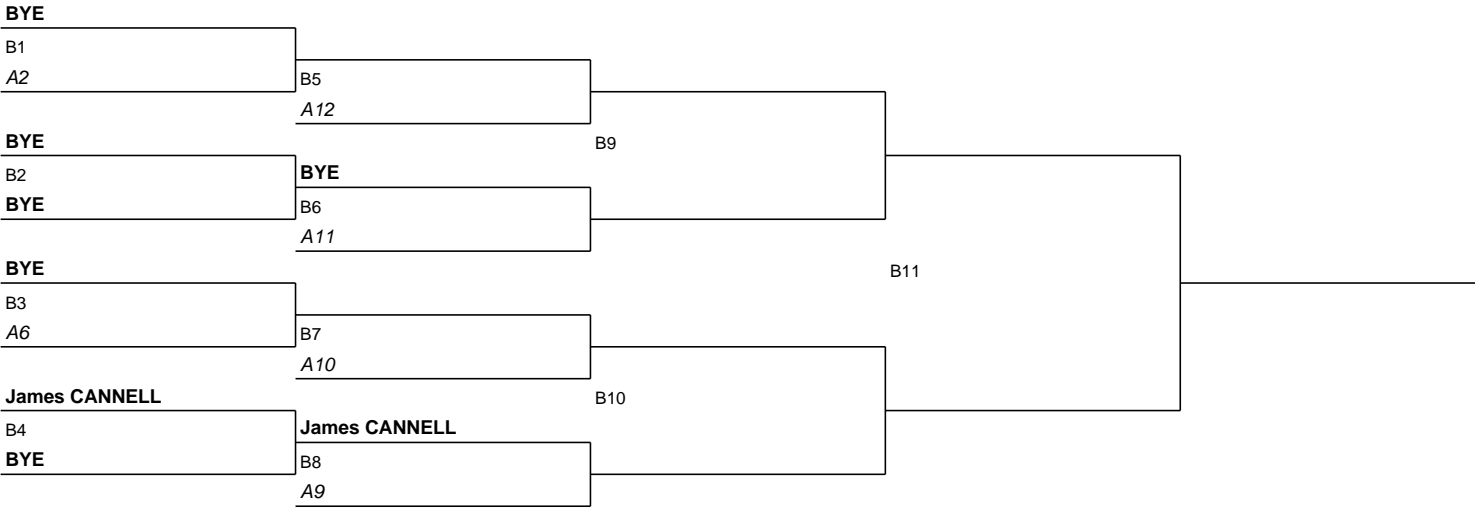 BYE
B1
A2
B5
A12
BYE
B9
B2
BYE
BYE
B6
A11
BYE
B11
B3
A6
B7
A10
James CANNELL
B10
B4
James CANNELL
BYE
B8
A9